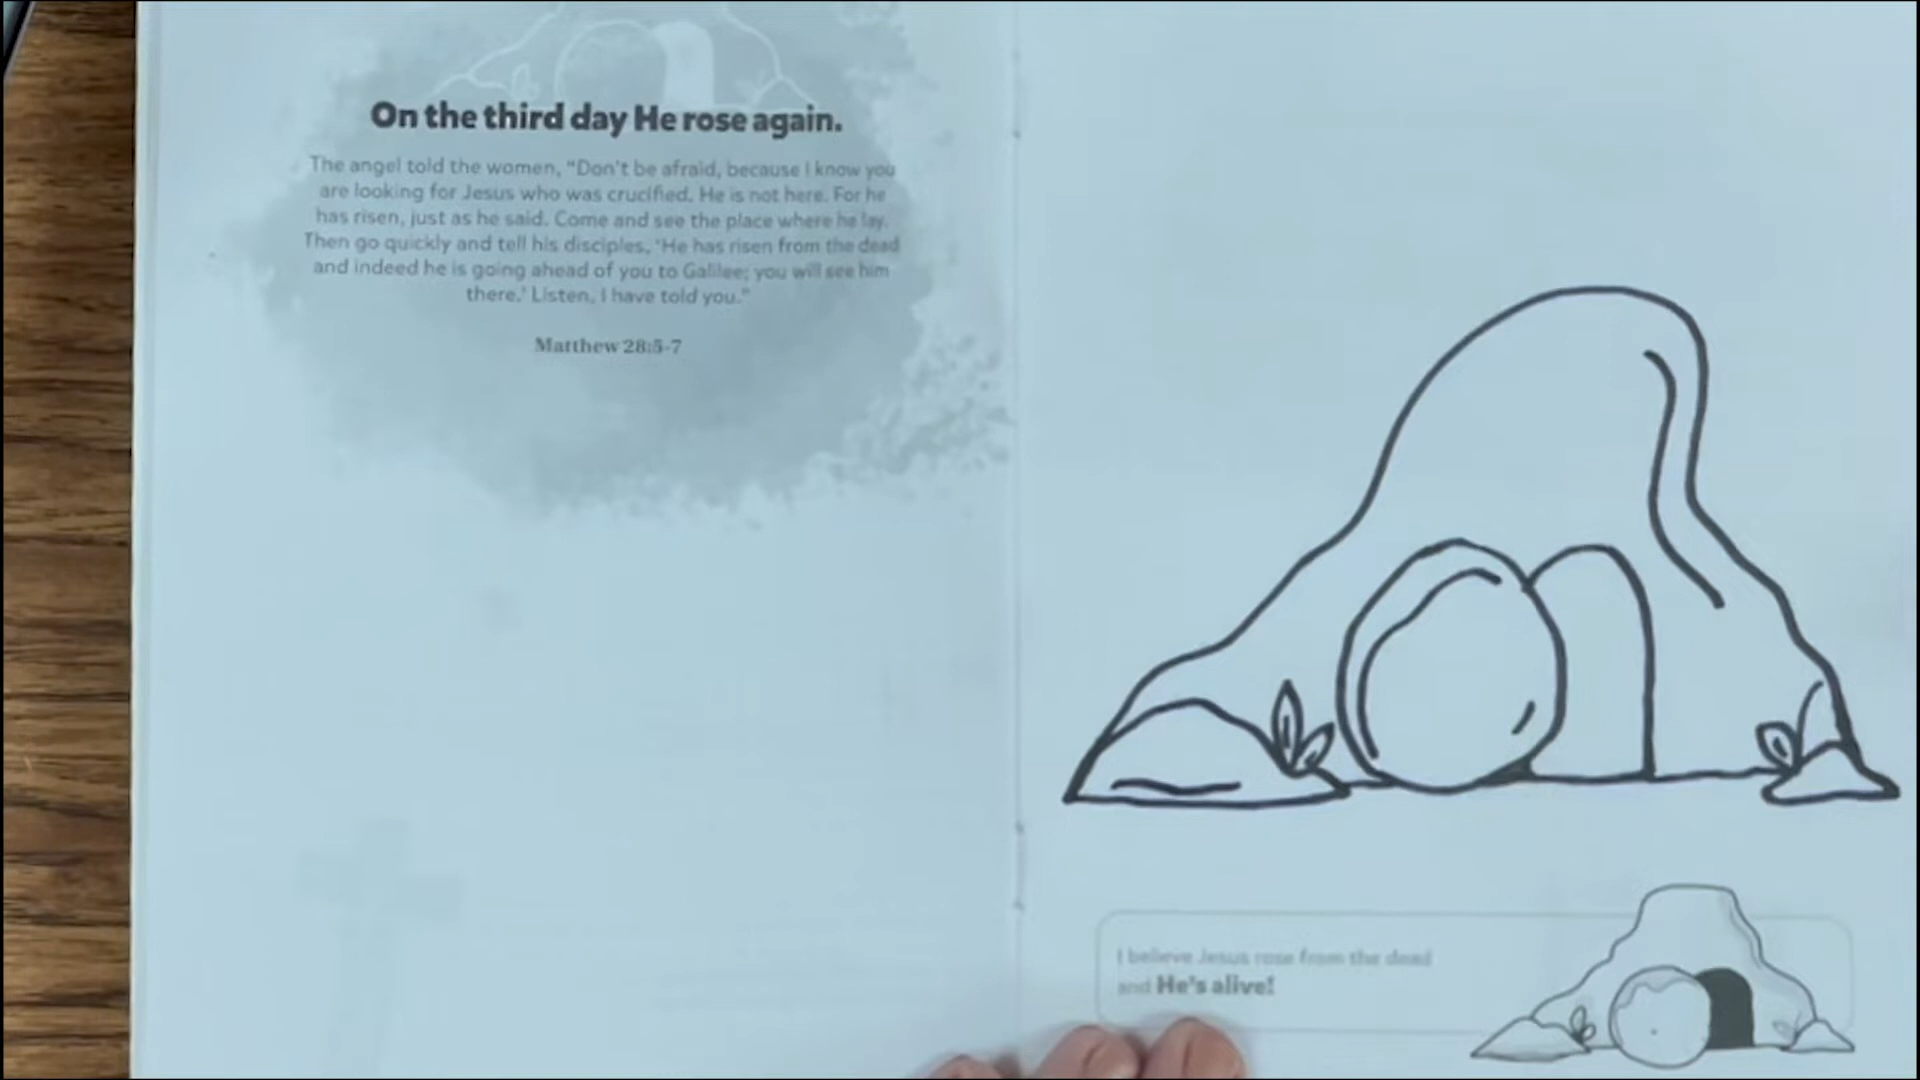 On the third day He rose again.
The angel told the women, "Don't be afraid, because I know you
are looking for Jesus who was crucified. He is not here. For he
has risen, just as he said. Come and see the place where he lay.
Then go quickly and tell his disciples, 'He has risen from the dead
and indeed he is going ahead of you to Galilee; you will see him
there.' Listen, I have told you."
Matthew 28:5-7
I believe Jesus rose from the dead
and He's alive!